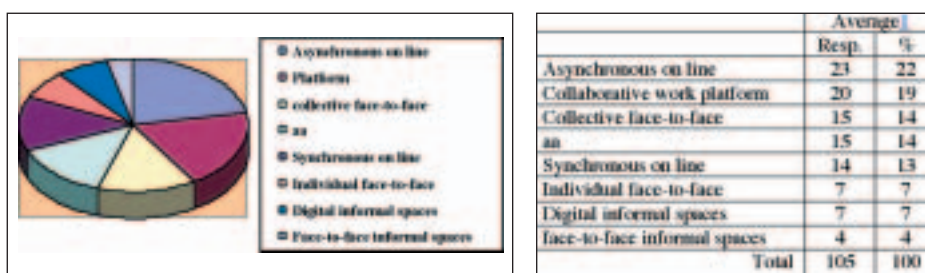 Asynchronous on line
Platform
collective face-to-face
aa
Synchronous on line
Individual face-to-face
Digital informal spaces
Face-to-face informal spaces
Average
Resp. %
Asynchronous on line 23 22
Collaborative work platform 20 19
Collective face-to-face 15 14
aa 15 14
Synchronous on line 14 13
Individual face-to-face 7 7
Digital informal spaces 7 7
face-to-face informal spaces 4 4
Total 105 100